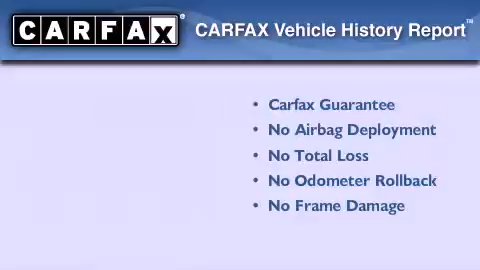 CARFAX® CARFAX Vehicle History Report™
• Carfax Guarantee
• No Airbag Deployment
• No Total Loss
• No Odometer Rollback
• No Frame Damage